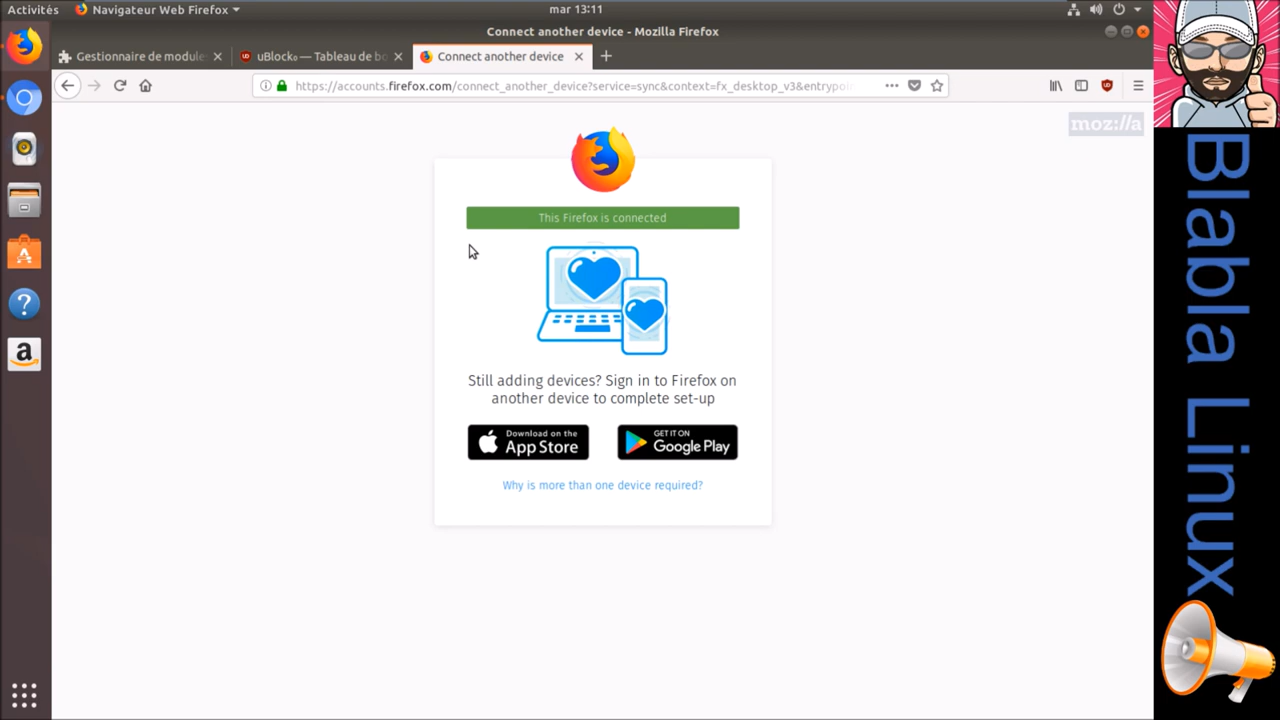 Activités
Navigateur Web Firefox
mar 13:11
Connect another device - Mozilla Firefox
Gestionnaire de module
uBlock₀ — Tableau de bo
Connect another device
https://accounts.firefox.com/connect_another_device?service=sync&context=fx_desktop_v3&entrypoi
moz://a
This Firefox is connected
Still adding devices? Sign in to Firefox on
another device to complete set-up
Download on the
App Store
GET IT ON
Google Play
Why is more than one device required?
Blabla Linux